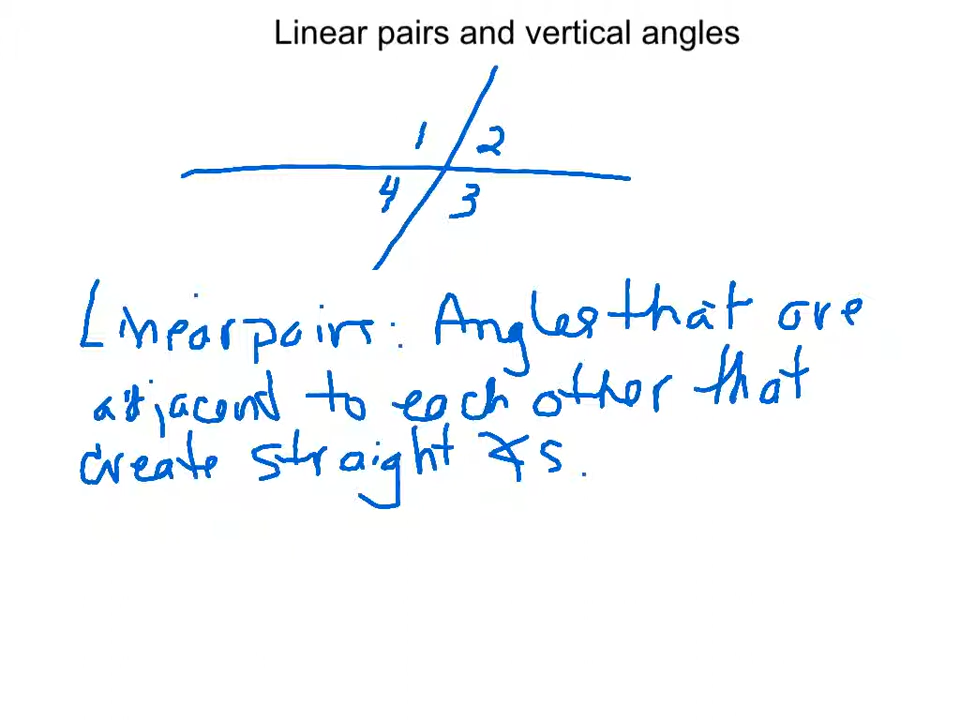 Linear pairs and vertical angles
1 2
4 3
Linear pairs: Angles that are
adjacend to each other that
create straight ∡s.